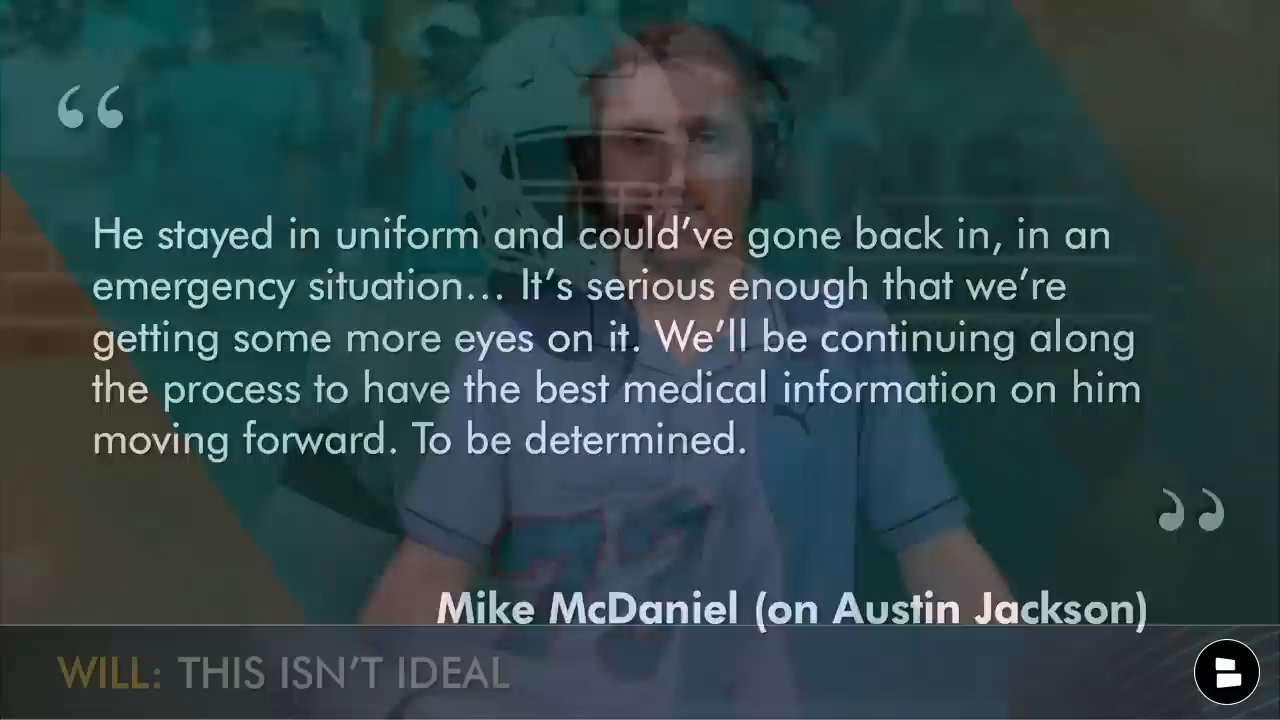 “
He stayed in uniform and could’ve gone back in, in an
emergency situation… It’s serious enough that we’re
getting some more eyes on it. We’ll be continuing along
the process to have the best medical information on him
moving forward. To be determined.
”
Mike McDaniel (on Austin Jackson)
WILL: THIS ISN’T IDEAL